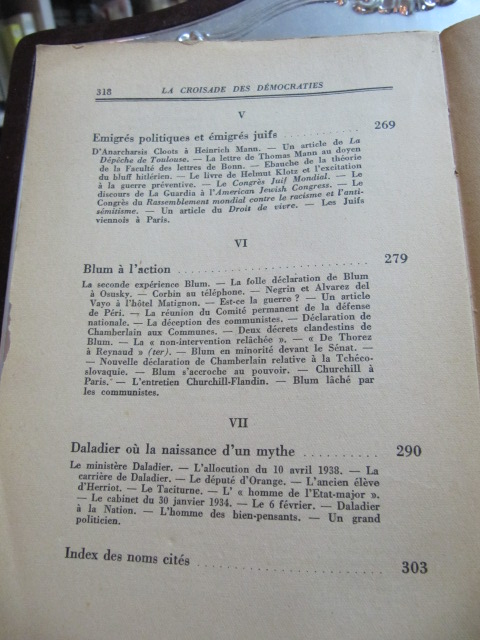 318 LA CROISADE DES DÉMOCRATIES
V
Emigrés politiques et émigrés juifs .......... 269
D'Anarcharsis Cloots à Heinrich Mann. — Un article de La
Dépêche de Toulouse. — La lettre de Thomas Mann au doyen
de la Faculté des lettres de Bonn. — Ebauche de la théorie
du bluff hitlérien. — Le livre de Helmut Klotz et l'excitation
à la guerre préventive. — Le Congrès Juif Mondial. — Le
discours de La Guardia à l'American Jewish Congress. — Le
Congrès du Rassemblement mondial contre le racisme et l'anti-
sémitisme. — Un article du Droit de vivre. — Les Juifs
viennois à Paris.
VI
Blum à l'action .......................... 279
La seconde expérience Blum. — La folle déclaration de Blum
à Osusky. — Corbin au téléphone. — Negrin et Alvarez del
Vayo à l'hôtel Matignon. — Est-ce la guerre ? — Un article
de Péri. — La réunion du Comité permanent de la défense
nationale. — La déception des communistes. — Déclaration de
Chamberlain aux Communes. — Deux décrets clandestins de
Blum. — La « non-intervention relâchée ». — « De Thorez
à Reynaud » (ter). — Blum en minorité devant le Sénat. —
— Nouvelle déclaration de Chamberlain relative à la Tchéco-
slovaquie. — Blum s'accroche au pouvoir. — Churchill à
Paris. — L'entretien Churchill-Flandin. — Blum lâché par
les communistes.
VII
Daladier où la naissance d'un mythe .......... 290
Le ministère Daladier. — L'allocution du 10 avril 1938. — La
carrière de Daladier. — Le député d'Orange. — L'ancien élève
d'Herriot. — Le Taciturne. — L' « homme de l'Etat-major ».
— Le cabinet du 30 janvier 1934. — Le 6 février. — Daladier
à la Nation. — L'homme des bien-pensants. — Un grand
politicien.
Index des noms cités .......................... 303